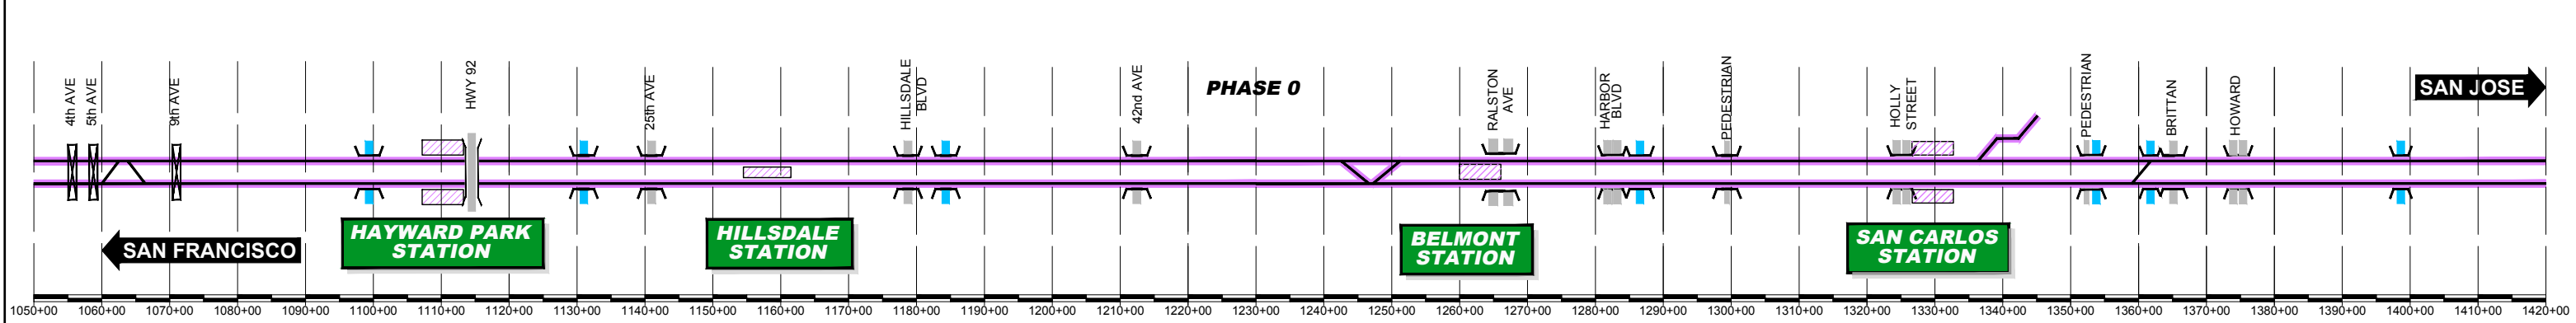 4th AVE
5th AVE
9th AVE
HWY 92
25th AVE
HILLSDALE
BLVD
42nd AVE
PHASE 0
RALSTON
AVE
HARBOR
BLVD
PEDESTRIAN
HOLLY
STREET
PEDESTRIAN
BRITTAN
HOWARD
SAN JOSE
SAN FRANCISCO
HAYWARD PARK
STATION
HILLSDALE
STATION
BELMONT
STATION
SAN CARLOS
STATION
1050+00 1060+00 1070+00 1080+00 1090+00 1100+00 1110+00 1120+00 1130+00 1140+00 1150+00 1160+00 1170+00 1180+00 1190+00 1200+00 1210+00 1220+00 1230+00 1240+00 1250+00 1260+00 1270+00 1280+00 1290+00 1300+00 1310+00 1320+00 1330+00 1340+00 1350+00 1360+00 1370+00 1380+00 1390+00 1400+00 1410+00 1420+00